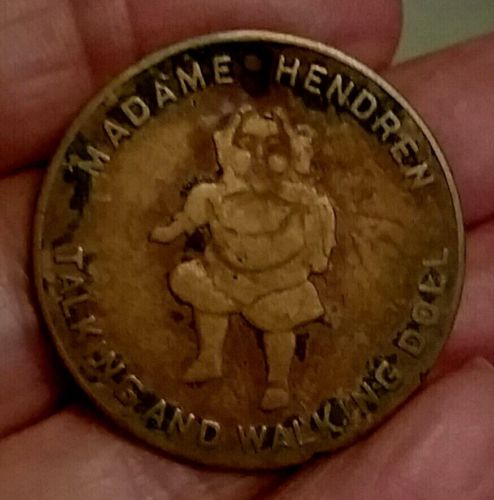 MADAME HENDREN
TALKING AND WALKING DOLL